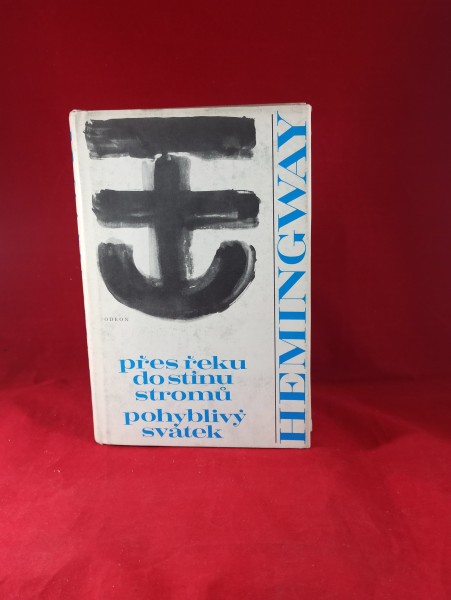 ODEON
přes řeku
do stínu
stromů
pohyblivý
svátek
HEMINGWAY